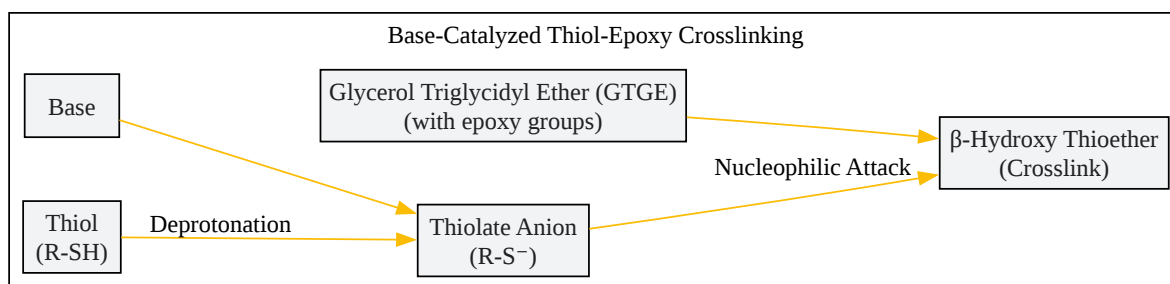 Base-Catalyzed Thiol-Epoxy Crosslinking
Base
Glycerol Triglycidyl Ether (GTGE)
(with epoxy groups)
β-Hydroxy Thioether
(Crosslink)
Nucleophilic Attack
Thiol
(R-SH)
Deprotonation
Thiolate Anion
(R-S⁻)